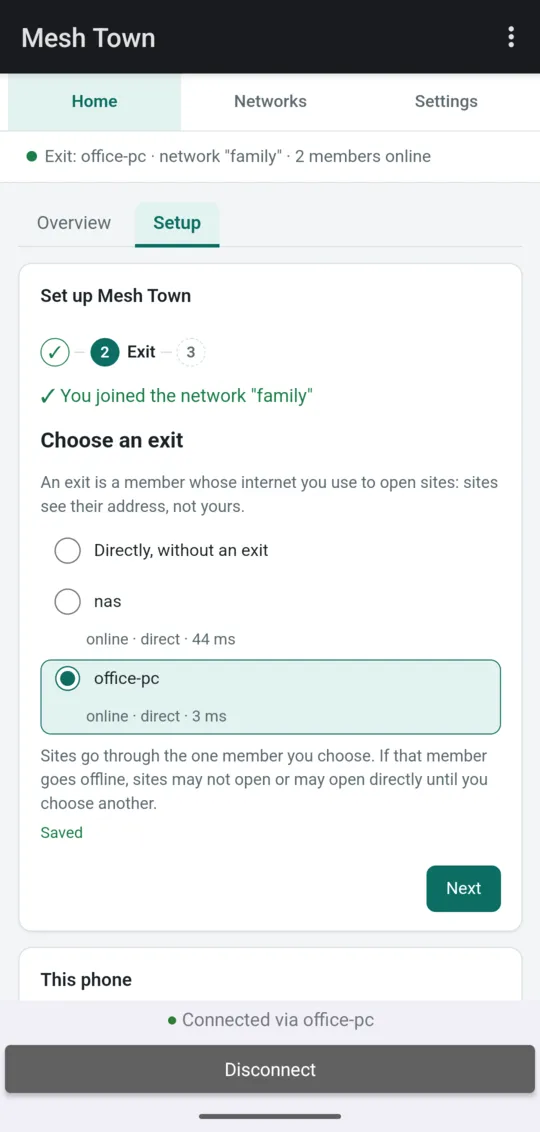 Mesh Town
Home
Networks
Settings
Exit: office-pc · network "family" · 2 members online
Overview
Setup
Set up Mesh Town
✓
2
Exit
3
✓ You joined the network "family"
Choose an exit
An exit is a member whose internet you use to open sites: sites
see their address, not yours.
Directly, without an exit
nas
online · direct · 44 ms
office-pc
online · direct · 3 ms
Sites go through the one member you choose. If that member
goes offline, sites may not open or may open directly until you
choose another.
Saved
Next
This phone
Connected via office-pc
Disconnect